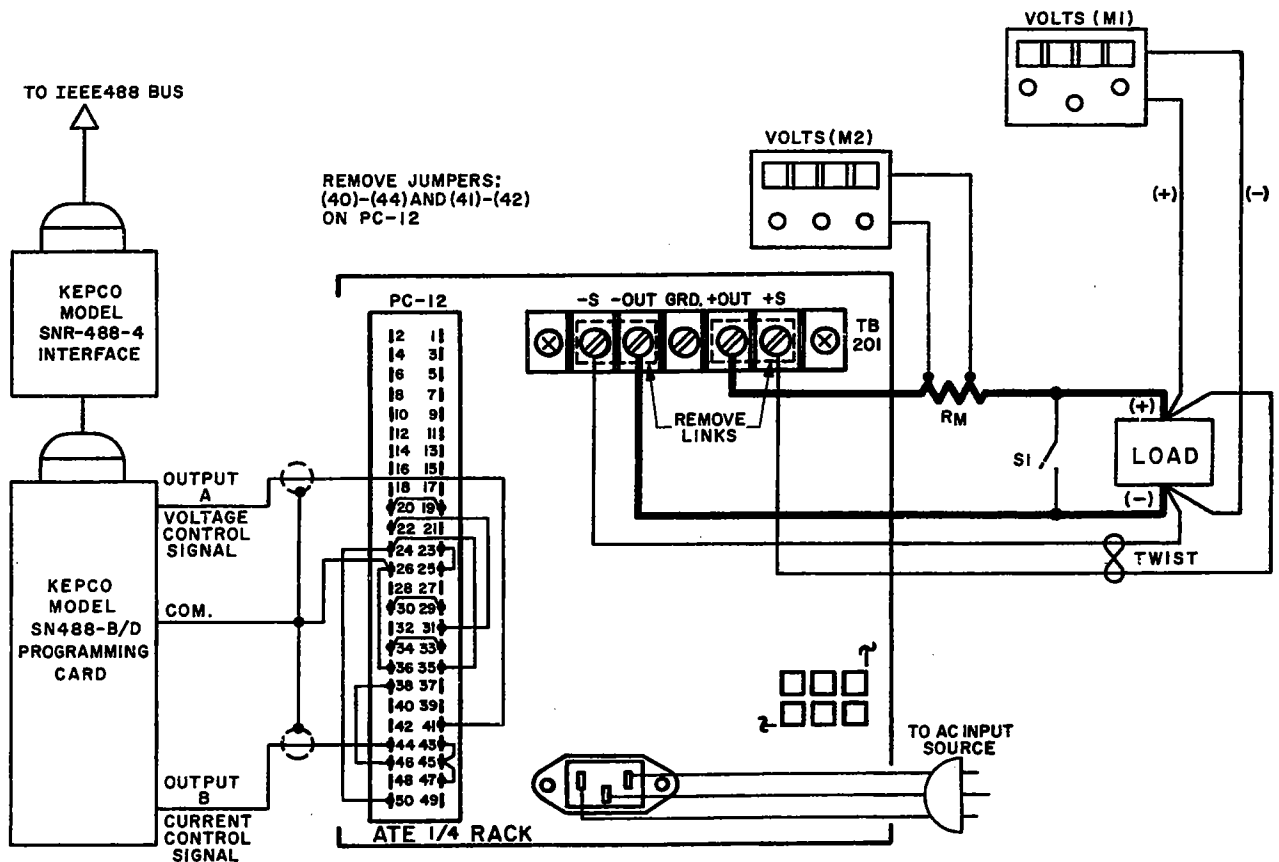 VOLTS (M1)
TO IEEE488 BUS
VOLTS (M2)
(+)
(-)
REMOVE JUMPERS:
(40)-(44) AND (41)-(42)
ON PC-12
KEPCO
MODEL
SNR-488-4
INTERFACE
PC-12
-S -OUT GRD. +OUT +S
TB
201
2 1
4 3
6 5
8 7
10 9
12 11
14 13
16 15
18 17
20 19
22 21
24 23
26 25
28 27
30 29
32 31
34 33
36 35
38 37
40 39
42 41
44 43
46 45
48 47
50 49
REMOVE
LINKS
RM
S1
(+)
LOAD
(-)
TWIST
OUTPUT
A
VOLTAGE
CONTROL
SIGNAL
KEPCO
MODEL
SN488-B/D
PROGRAMMING
CARD
COM.
OUTPUT
B
CURRENT
CONTROL
SIGNAL
TO AC INPUT
SOURCE
ATE 1/4 RACK